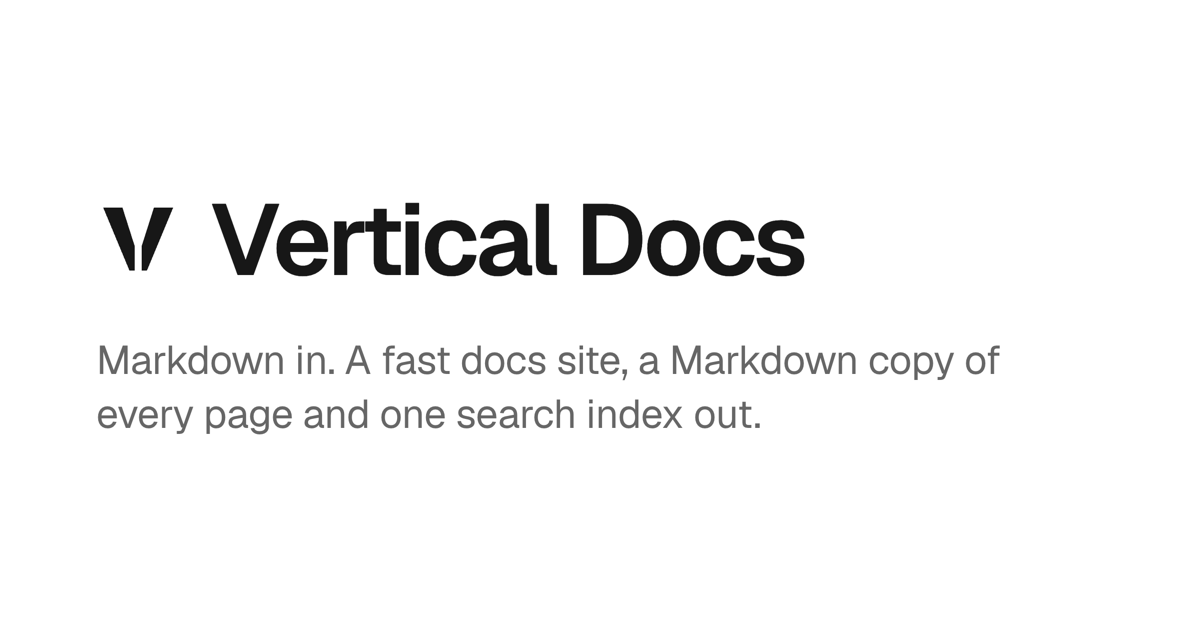 Vertical Docs
Markdown in. A fast docs site, a Markdown copy of
every page and one search index out.